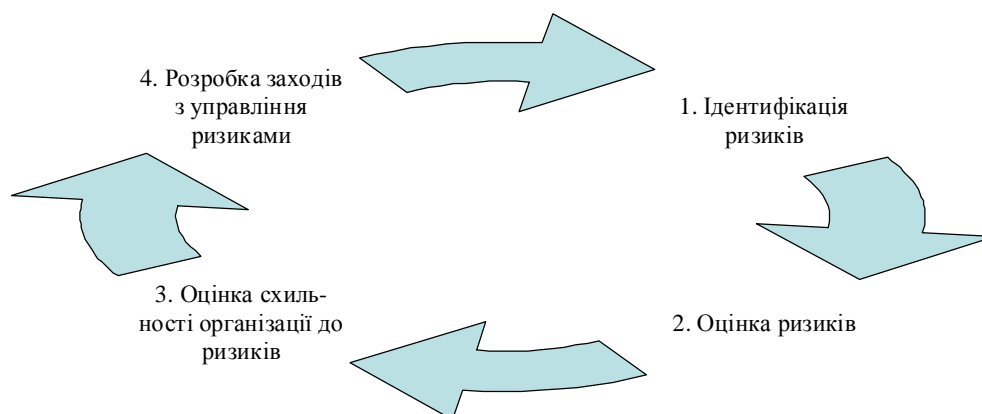 4. Розробка заходів
з управління
ризиками
1. Ідентифікація
ризиків
3. Оцінка схиль-
ності організації до
ризиків
2. Оцінка ризиків